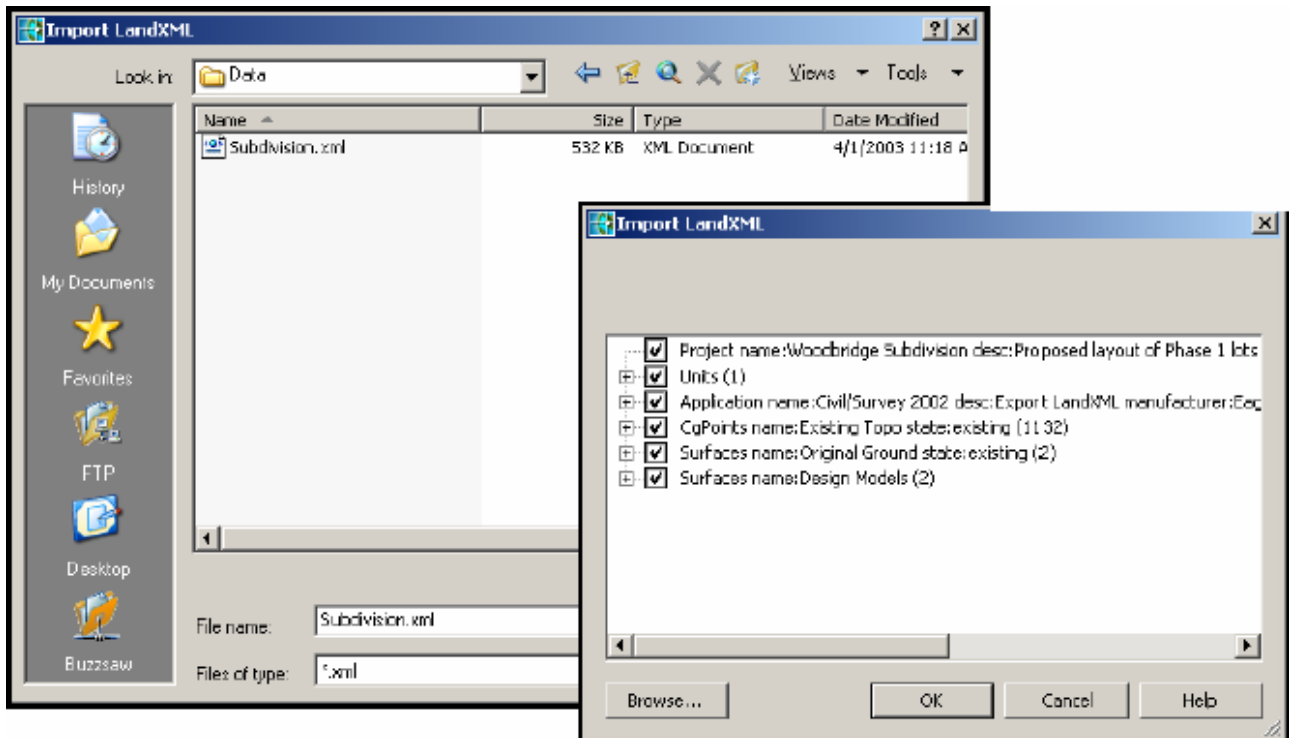 Import LandXML
Look in:
Data
Views
Tools
Name
Size
Type
Date Modified
Subdivision.xml
532 KB
XML Document
4/1/2003 11:18 A
History
My Documents
Favorites
FTP
Desktop
Buzzsaw
File name:
Subdivision.xml
Files of type:
*.xml
Import LandXML
Project name:Woodbridge Subdivision desc:Proposed layout of Phase 1 lots
Units (1)
Application name:Civil/Survey 2002 desc:Export LandXML manufacturer:Eag
CgPoints name:Existing Topo state:existing (1132)
Surfaces name:Original Ground state:existing (2)
Surfaces name:Design Models (2)
Browse...
OK
Cancel
Help